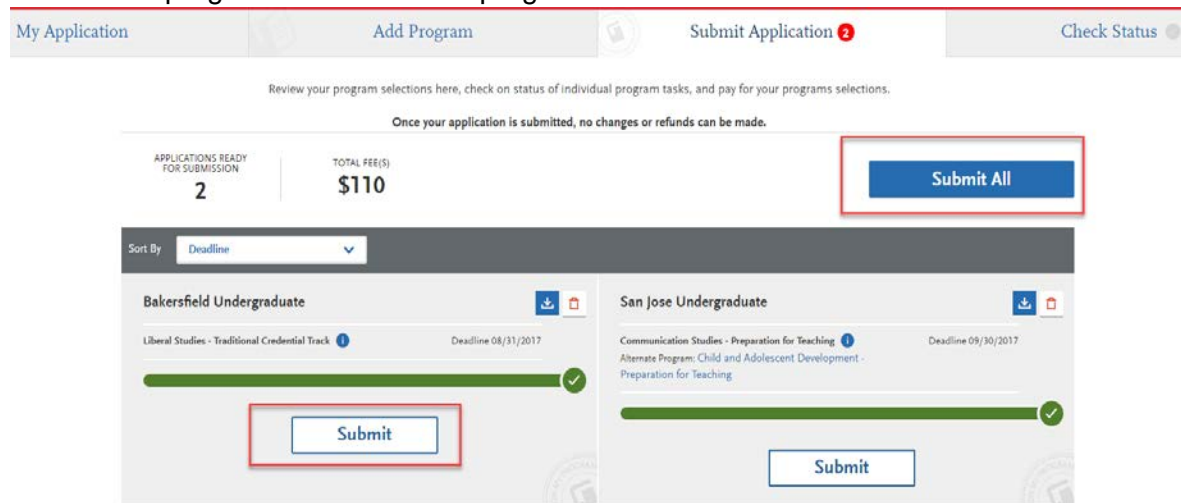 My Application
Add Program
Submit Application 2
Check Status
Review your program selections here, check on status of individual program tasks, and pay for your programs selections.
Once your application is submitted, no changes or refunds can be made.
APPLICATIONS READY
FOR SUBMISSION
2
TOTAL FEE(S)
$110
Submit All
Sort By Deadline
Bakersfield Undergraduate
Liberal Studies - Traditional Credential Track
Deadline 08/31/2017
Submit
San Jose Undergraduate
Communication Studies - Preparation for Teaching
Deadline 09/30/2017
Alternate Program: Child and Adolescent Development -
Preparation for Teaching
Submit